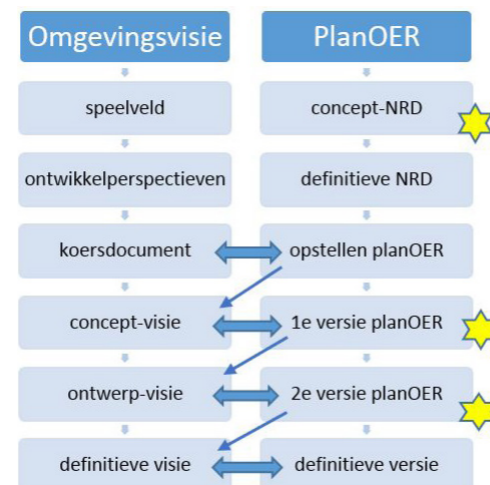 Omgevingsvisie
PlanOER
speelveld
concept-NRD
ontwikkelperspectieven
definitieve NRD
koersdocument
opstellen planOER
concept-visie
1e versie planOER
ontwerp-visie
2e versie planOER
definitieve visie
definitieve versie